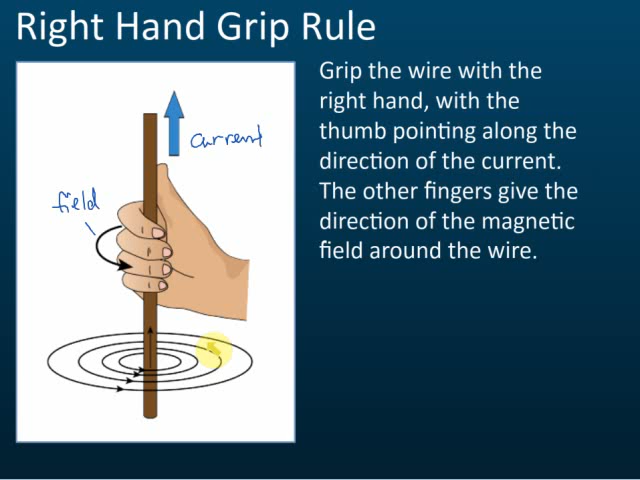 Right Hand Grip Rule
Grip the wire with the
right hand, with the
thumb pointing along the
direction of the current.
The other fingers give the
direction of the magnetic
field around the wire.
current
field